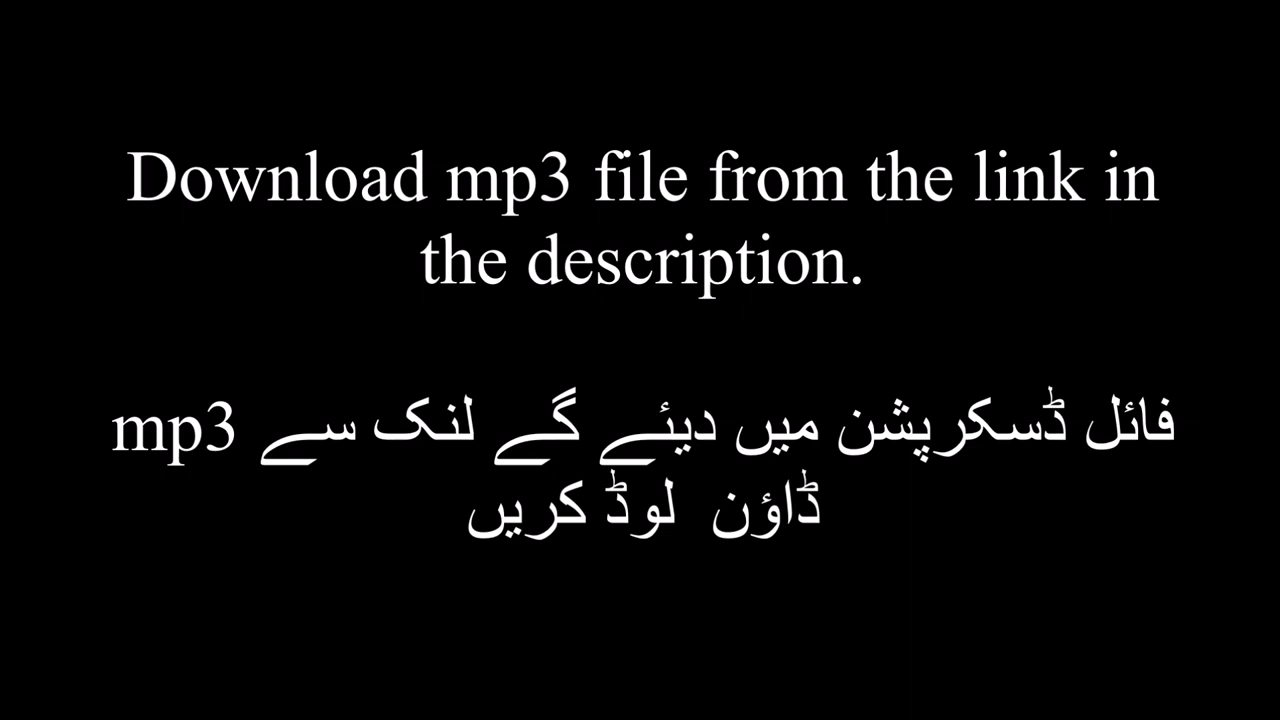 Download mp3 file from the link in
the description.
mp3 فائل ڈسکرپشن میں دیئے گے لنک سے
ڈاؤن لوڈ کریں